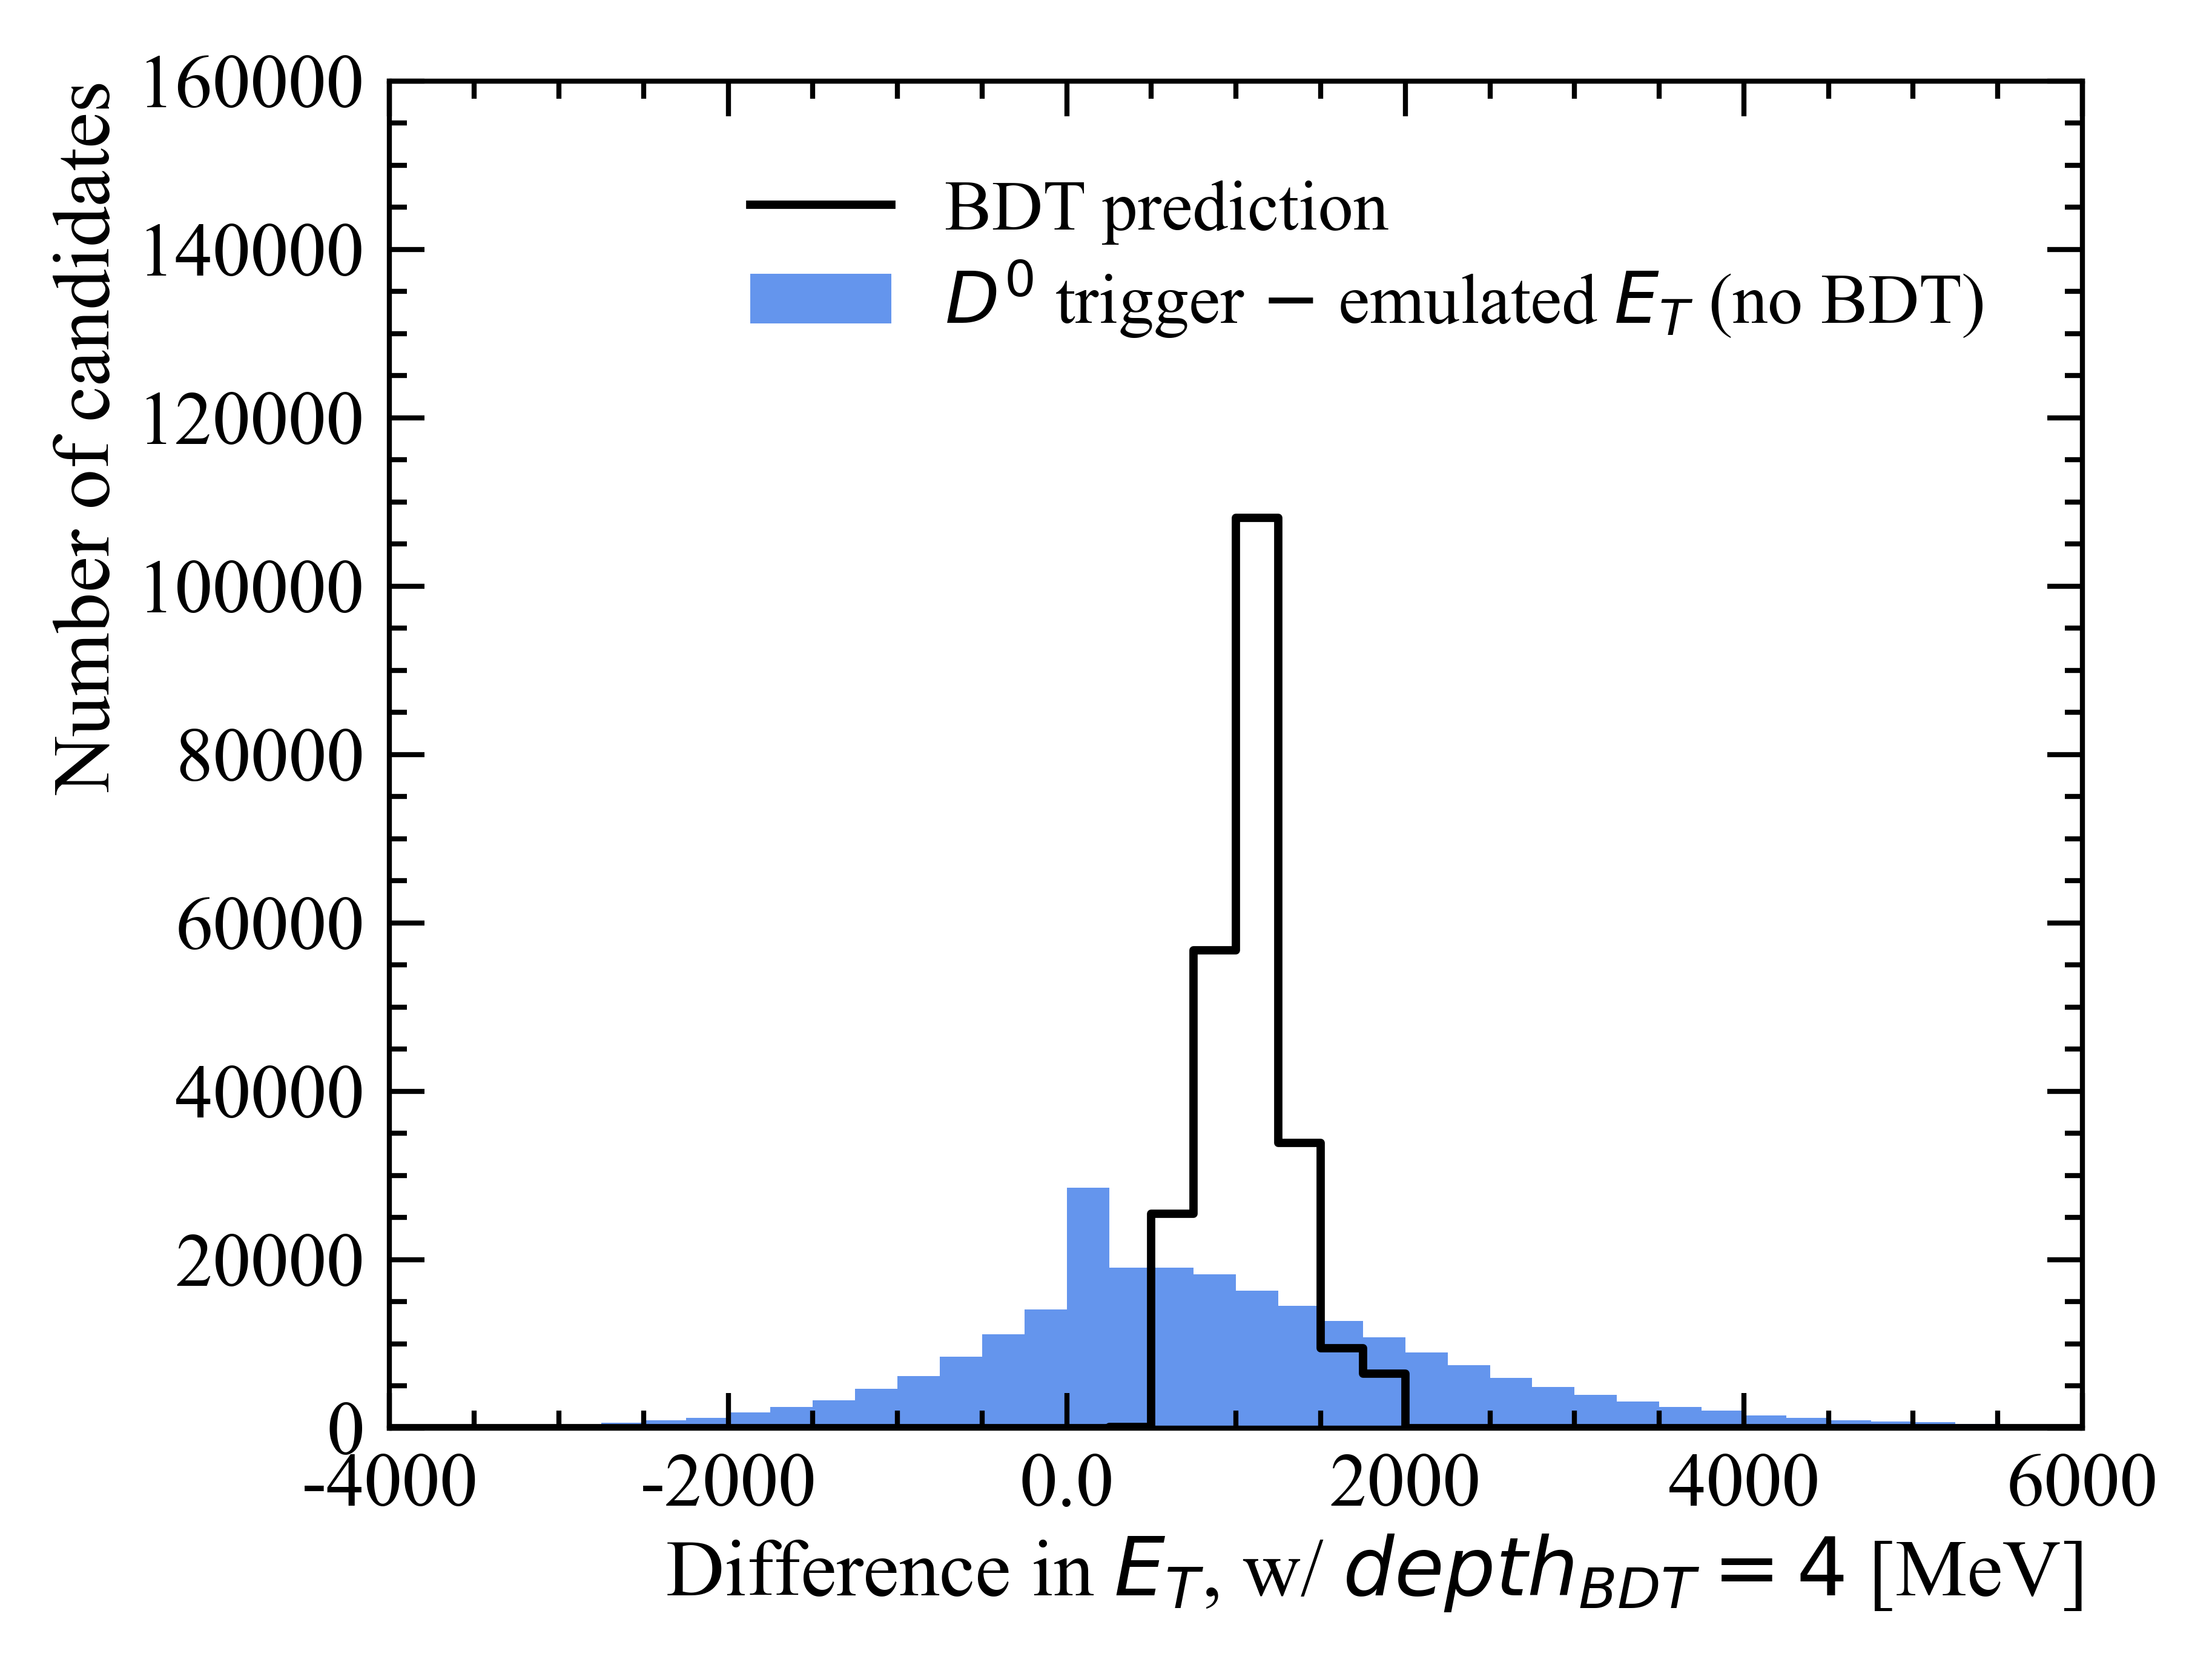 160000
140000
120000
100000
80000
60000
40000
20000
0
Number of candidates
BDT prediction
D⁰ trigger − emulated E_T (no BDT)
-4000 -2000 0.0 2000 4000 6000
Difference in E_T, w/ depth_BDT = 4 [MeV]